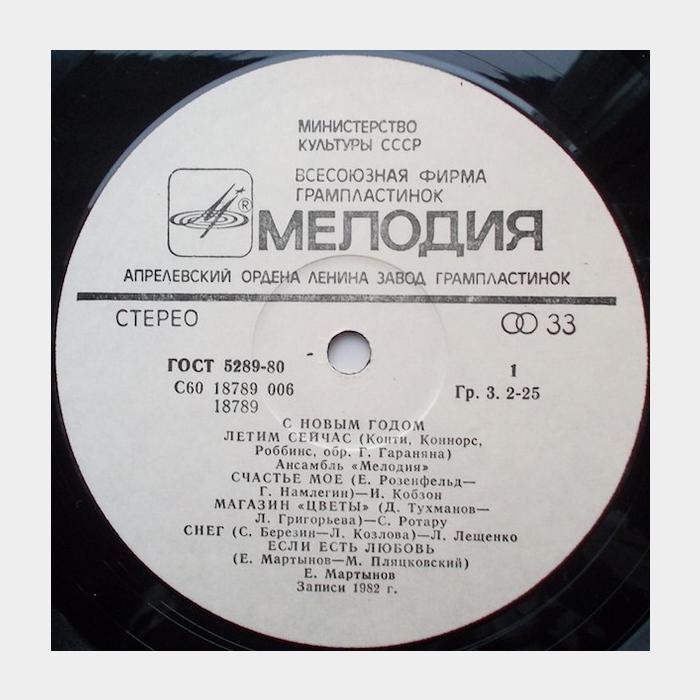 МИНИСТЕРСТВО
КУЛЬТУРЫ СССР
ВСЕСОЮЗНАЯ ФИРМА
ГРАМПЛАСТИНОК
®
МЕЛОДИЯ
АПРЕЛЕВСКИЙ ОРДЕНА ЛЕНИНА ЗАВОД ГРАМПЛАСТИНОК
СТЕРЕО
33
ГОСТ 5289-80
1
С60 18789 006
Гр. 3. 2-25
18789
С НОВЫМ ГОДОМ
ЛЕТИМ СЕЙЧАС (Конти, Коннорс,
Роббинс, обр. Г. Гараняна)
Ансамбль «Мелодия»
СЧАСТЬЕ МОЕ (Е. Розенфельд—
Г. Намлегин)—И. Кобзон
МАГАЗИН «ЦВЕТЫ» (Д. Тухманов—
Л. Григорьева)—С. Ротару
СНЕГ (С. Березин—Л. Козлова)—Л. Лещенко
ЕСЛИ ЕСТЬ ЛЮБОВЬ
(Е. Мартынов—М. Пляцковский)
Е. Мартынов
Записи 1982 г.